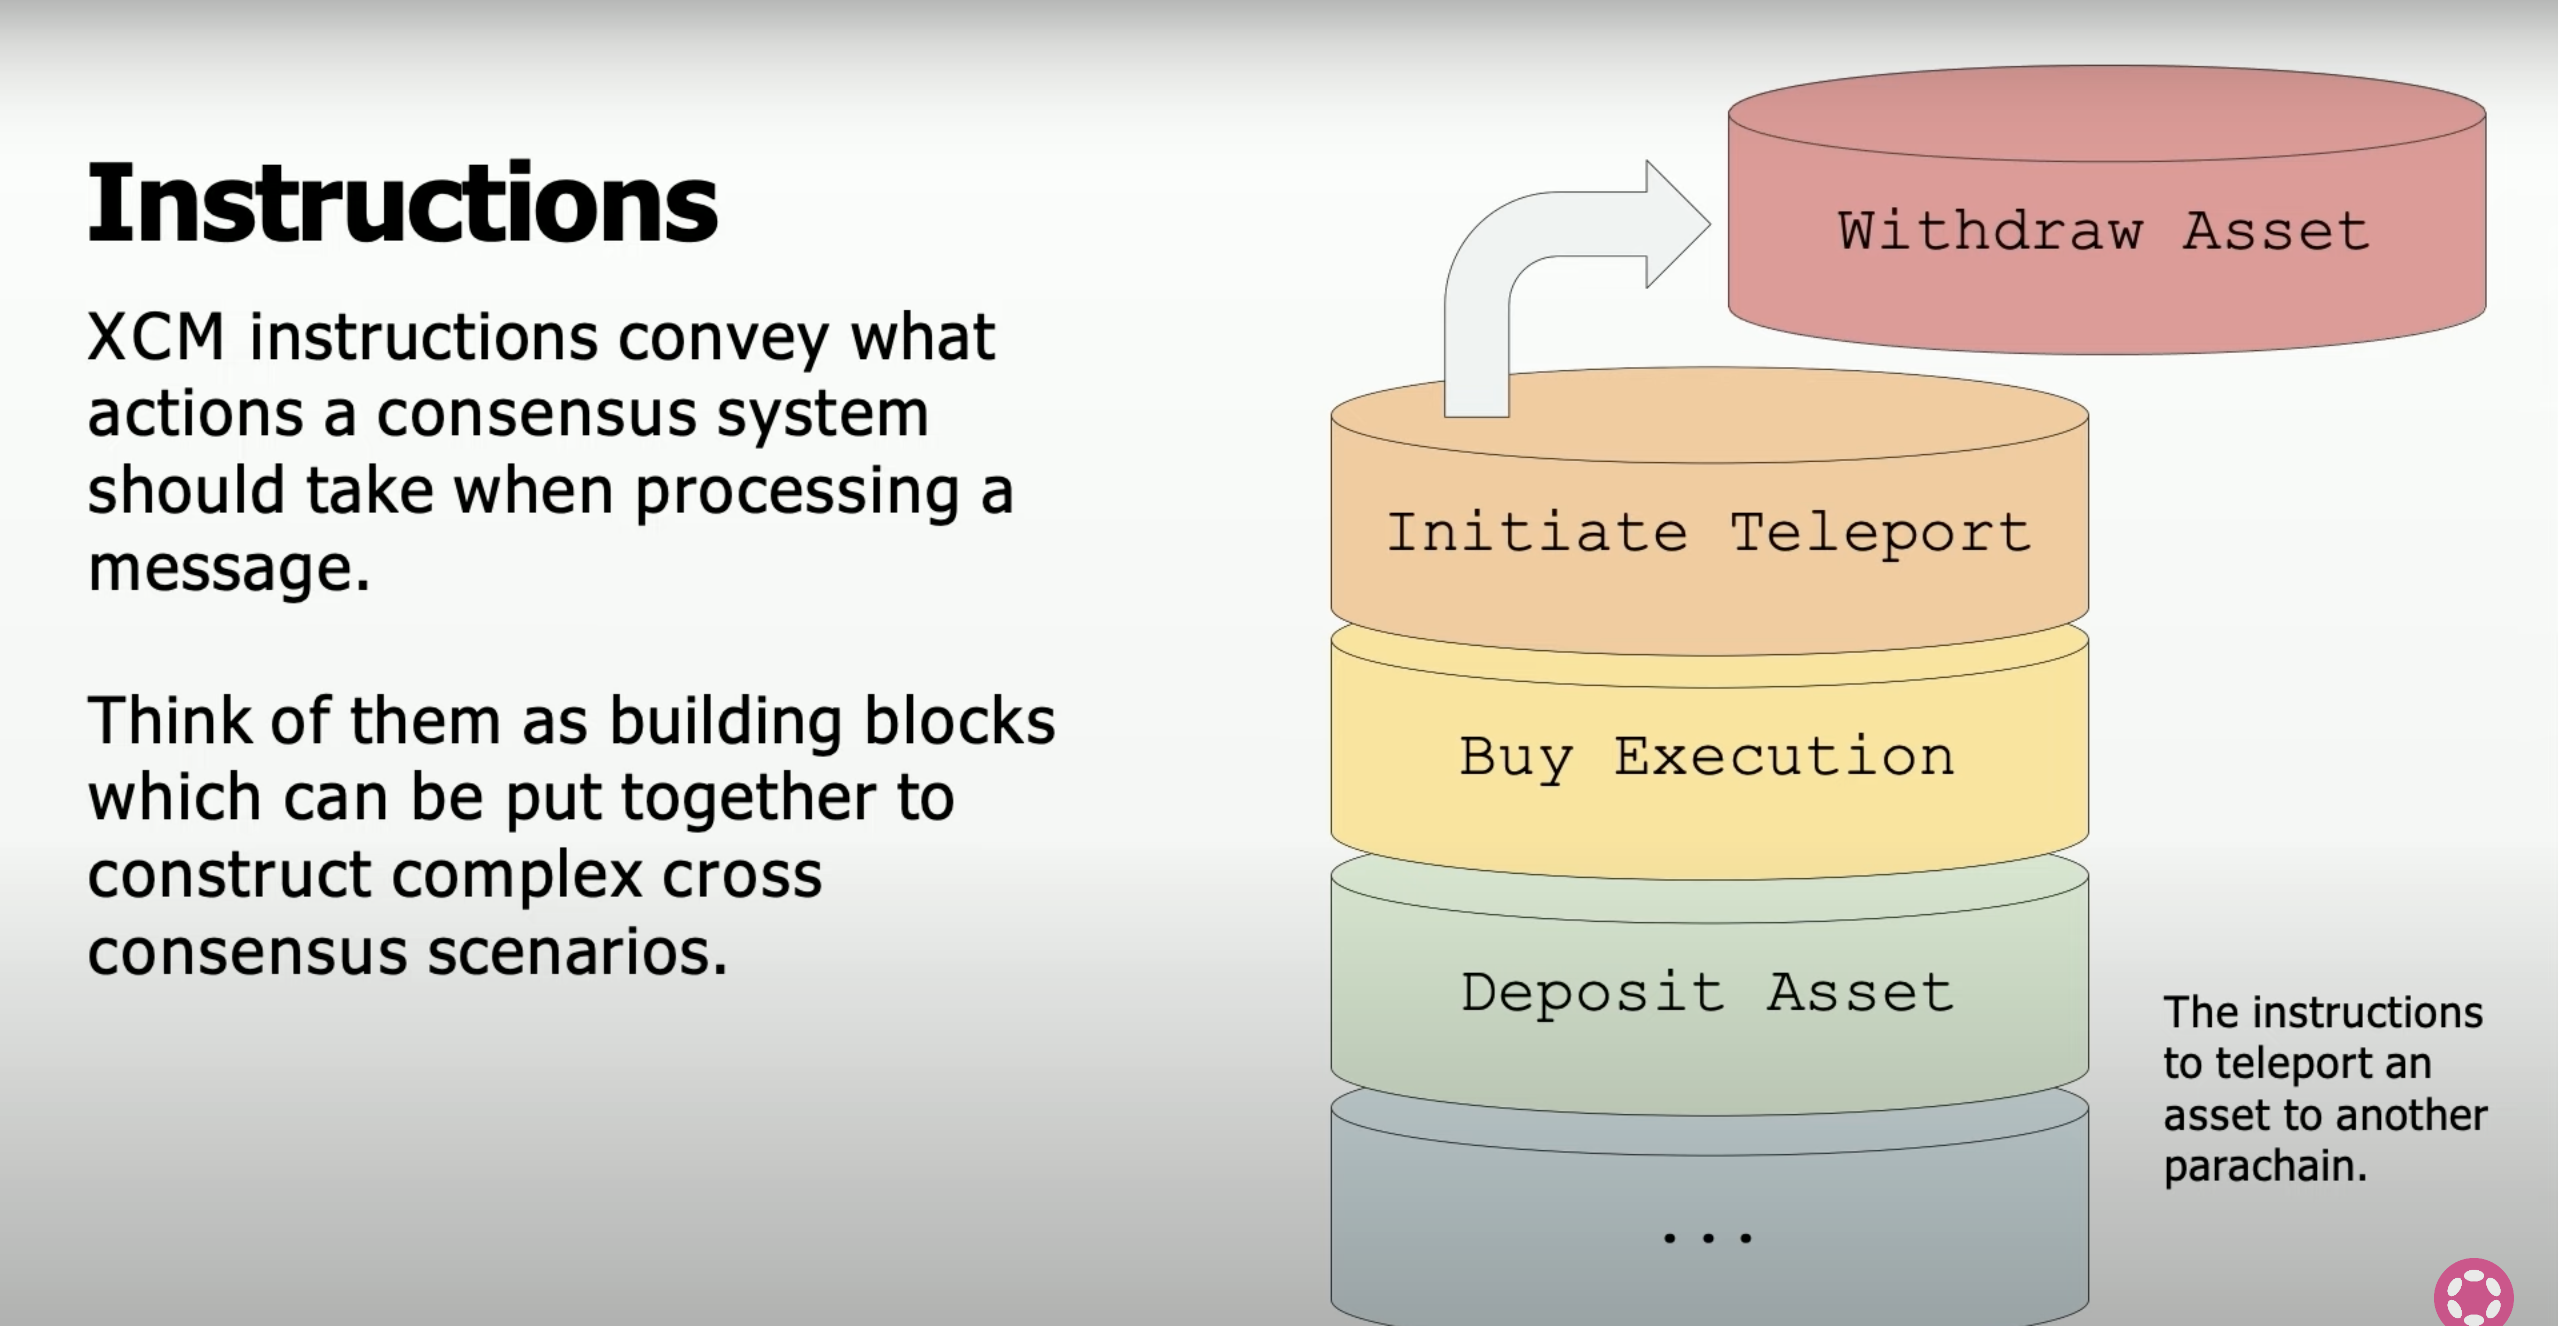 Instructions
XCM instructions convey what
actions a consensus system
should take when processing a
message.
Think of them as building blocks
which can be put together to
construct complex cross
consensus scenarios.
Withdraw Asset
Initiate Teleport
Buy Execution
Deposit Asset
...
The instructions
to teleport an
asset to another
parachain.